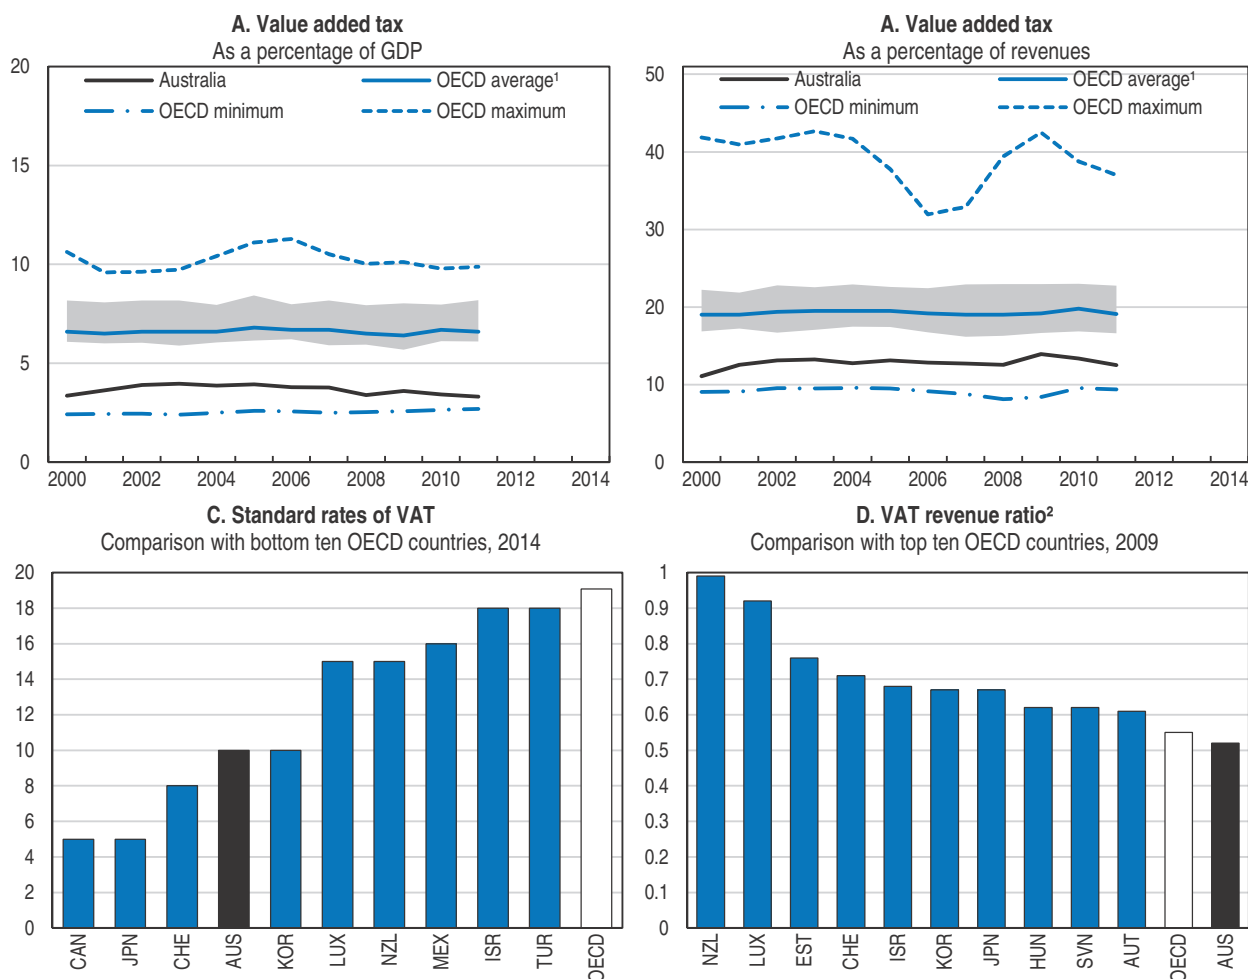 A. Value added tax
As a percentage of GDP
20
Australia
OECD average¹
OECD minimum
OECD maximum
15
10
5
0
2000 2002 2004 2006 2008 2010 2012 2014
A. Value added tax
As a percentage of revenues
50
Australia
OECD average¹
OECD minimum
OECD maximum
40
30
20
10
0
2000 2002 2004 2006 2008 2010 2012 2014
C. Standard rates of VAT
Comparison with bottom ten OECD countries, 2014
20
18
16
14
12
10
8
6
4
2
0
CAN JPN CHE AUS KOR LUX NZL MEX ISR TUR OECD
D. VAT revenue ratio²
Comparison with top ten OECD countries, 2009
1
0.9
0.8
0.7
0.6
0.5
0.4
0.3
0.2
0.1
0
NZL LUX EST CHE ISR KOR JPN HUN SVN AUT OECD AUS